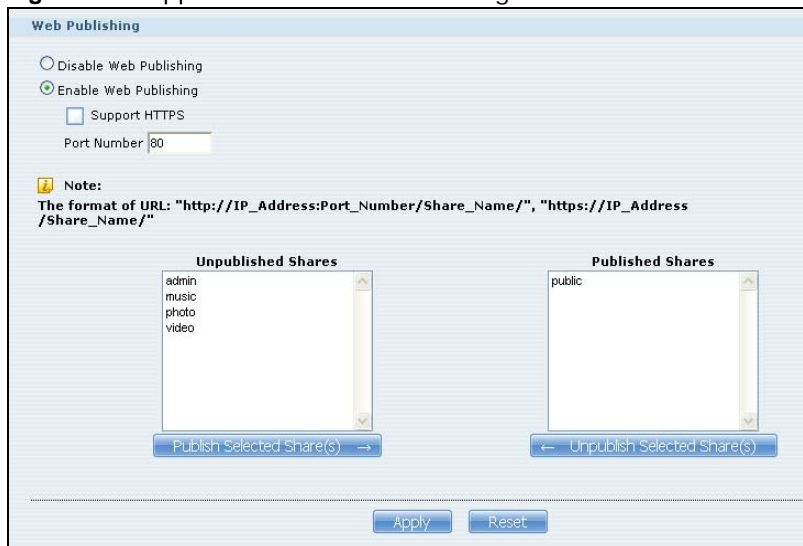 Web Publishing
Disable Web Publishing
Enable Web Publishing
Support HTTPS
Port Number 80
Note:
The format of URL: "http://IP_Address:Port_Number/Share_Name/", "https://IP_Address
/Share_Name/"
Unpublished Shares
admin
music
photo
video
Publish Selected Share(s) →
Published Shares
public
← Unpublish Selected Share(s)
Apply Reset